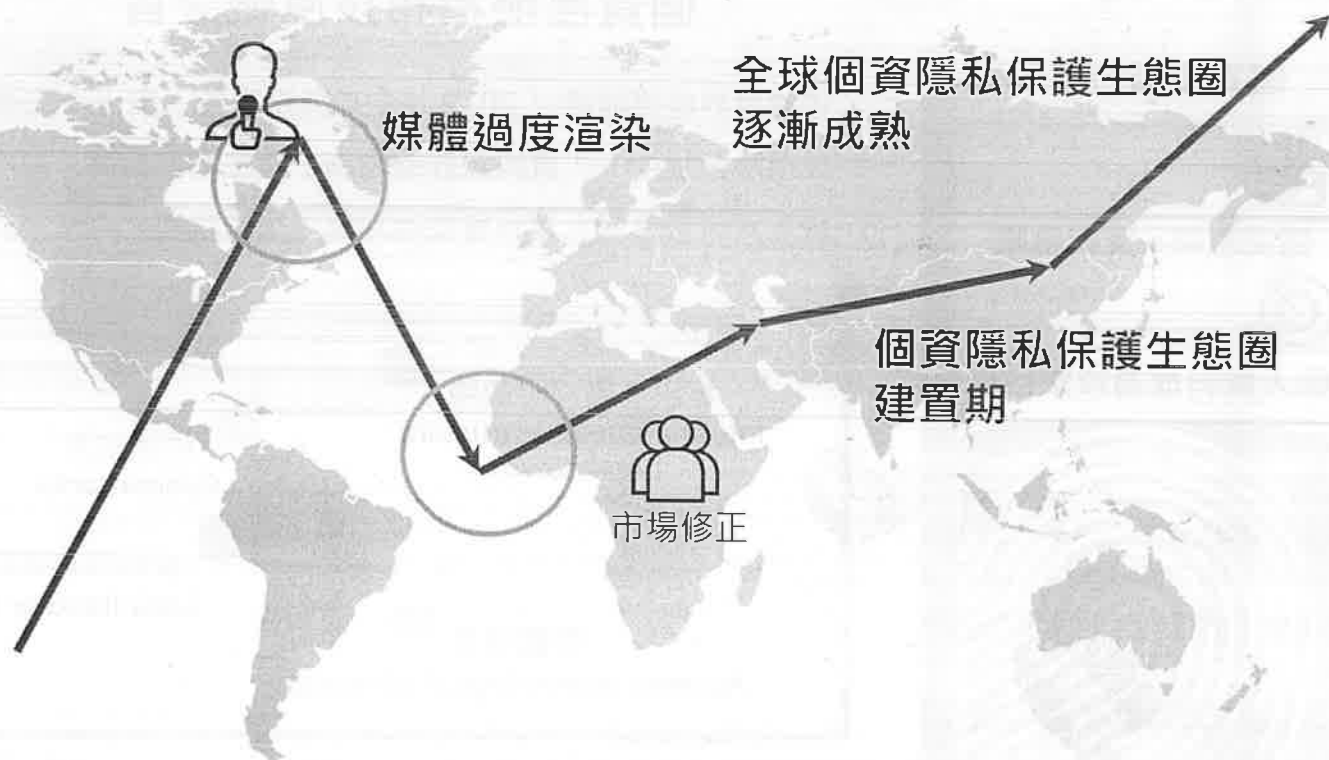 媒體過度渲染
全球個資隱私保護生態圈
逐漸成熟
個資隱私保護生態圈
建置期
市場修正